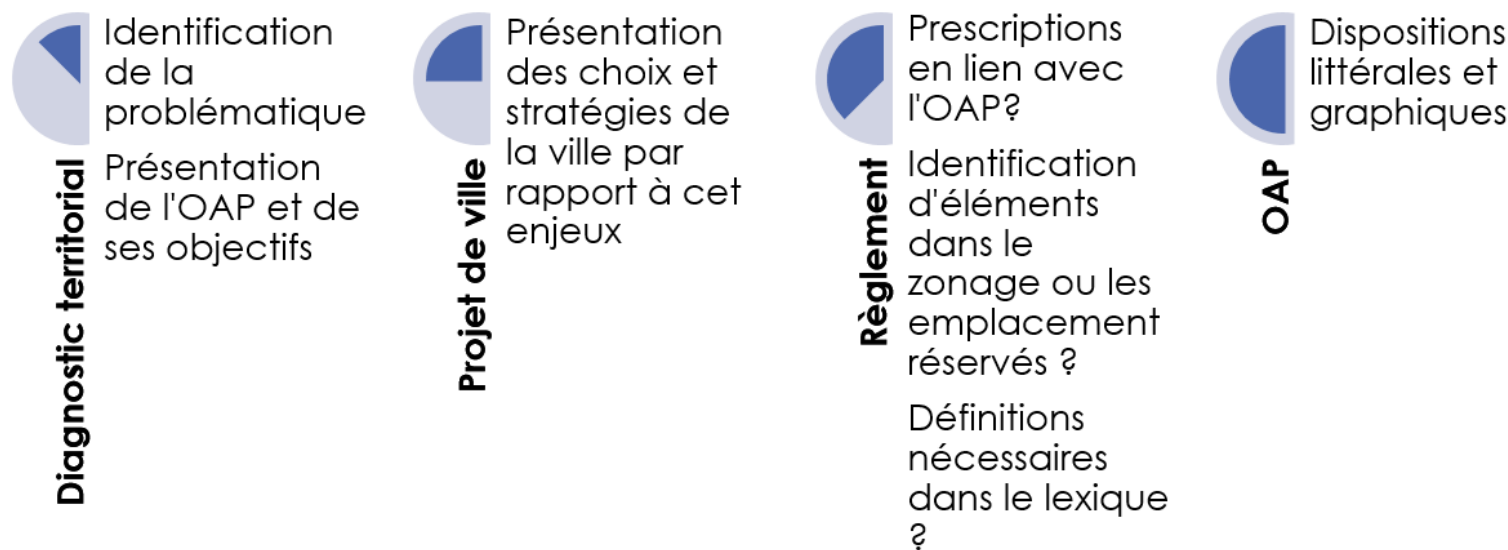 Diagnostic territorial
Identification
de la
problématique
Présentation
de l'OAP et de
ses objectifs
Projet de ville
Présentation
des choix et
stratégies de
la ville par
rapport à cet
enjeux
Règlement
Prescriptions
en lien avec
l'OAP?
Identification
d'éléments
dans le
zonage ou les
emplacement
réservés ?
Définitions
nécessaires
dans le lexique
?
OAP
Dispositions
littérales et
graphiques